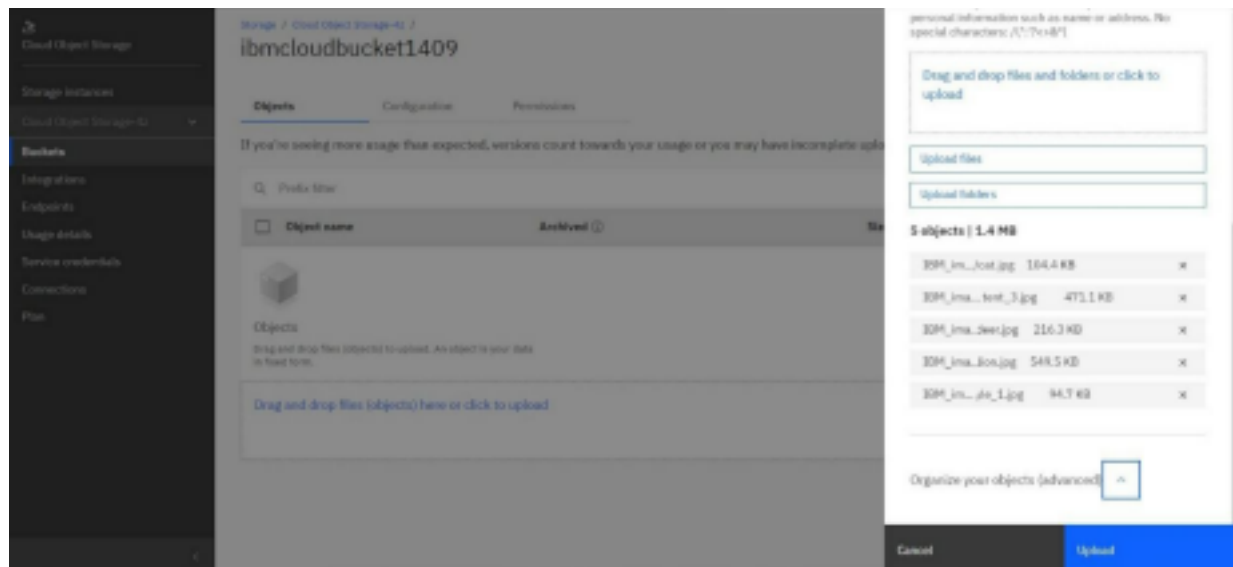 Cloud Object Storage
Storage instances
Cloud Object Storage-4J
Buckets
Integrations
Endpoints
Usage details
Service credentials
Connections
Plan
Storage / Cloud Object Storage-4J /
ibmcloudbucket1409
Objects
Configuration
Permissions
If you're seeing more usage than expected, versions count towards your usage or you may have incomplete uplo
Prefix filter
Object name
Archived
Objects
Drag and drop files (objects) to upload. An object is your data
in fixed form.
Drag and drop files (objects) here or click to upload
personal information such as name or address. No
special characters:
Drag and drop files and folders or click to
upload
Upload files
Upload folders
5 objects | 1.4 MB
IBM_im.../cat.jpg 104.4 KB
IBM_ima... tent_3.jpg 471.1 KB
IBM_ima...deer.jpg 216.3 KB
IBM_ima...lion.jpg 549.5 KB
IBM_im... 94.7 KB
Organize your objects (advanced)
Cancel
Upload